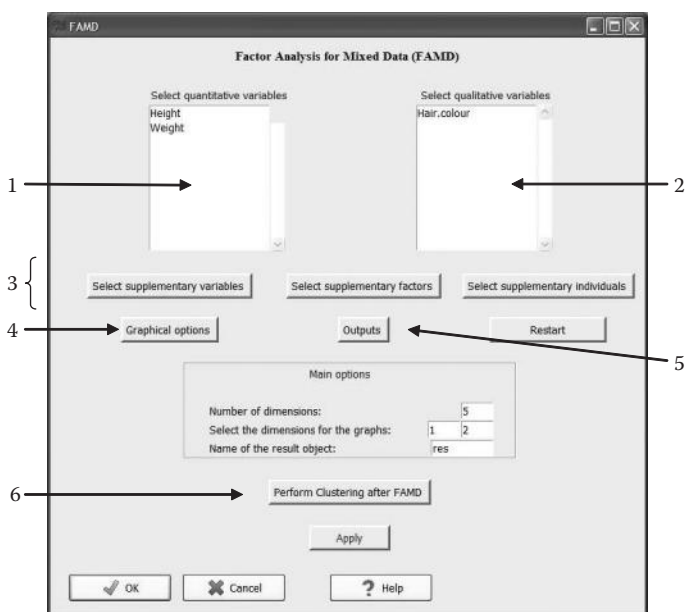 FAMD
Factor Analysis for Mixed Data (FAMD)
Select quantitative variables
Select qualitative variables
Height
Weight
Hair.colour
1
2
3
Select supplementary variables
Select supplementary factors
Select supplementary individuals
4
Graphical options
Outputs
Restart
5
Main options
Number of dimensions: 5
Select the dimensions for the graphs: 1 2
Name of the result object: res
6
Perform Clustering after FAMD
Apply
OK
Cancel
? Help